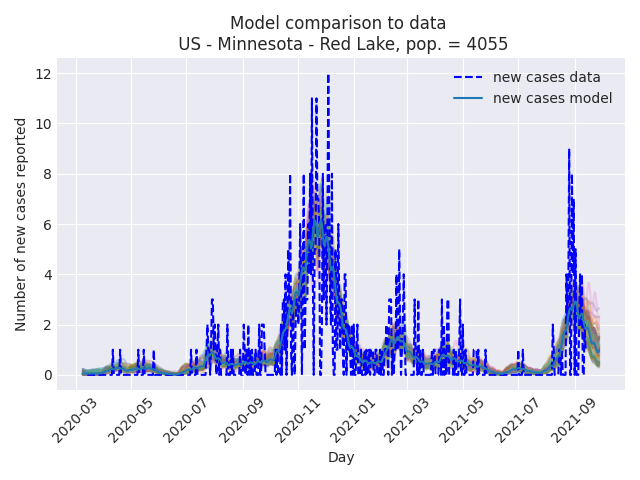 Model comparison to data
US - Minnesota - Red Lake, pop. = 4055
new cases data
new cases model
Number of new cases reported
12
10
8
6
4
2
0
2020-03
2020-05
2020-07
2020-09
2020-11
2021-01
2021-03
2021-05
2021-07
2021-09
Day